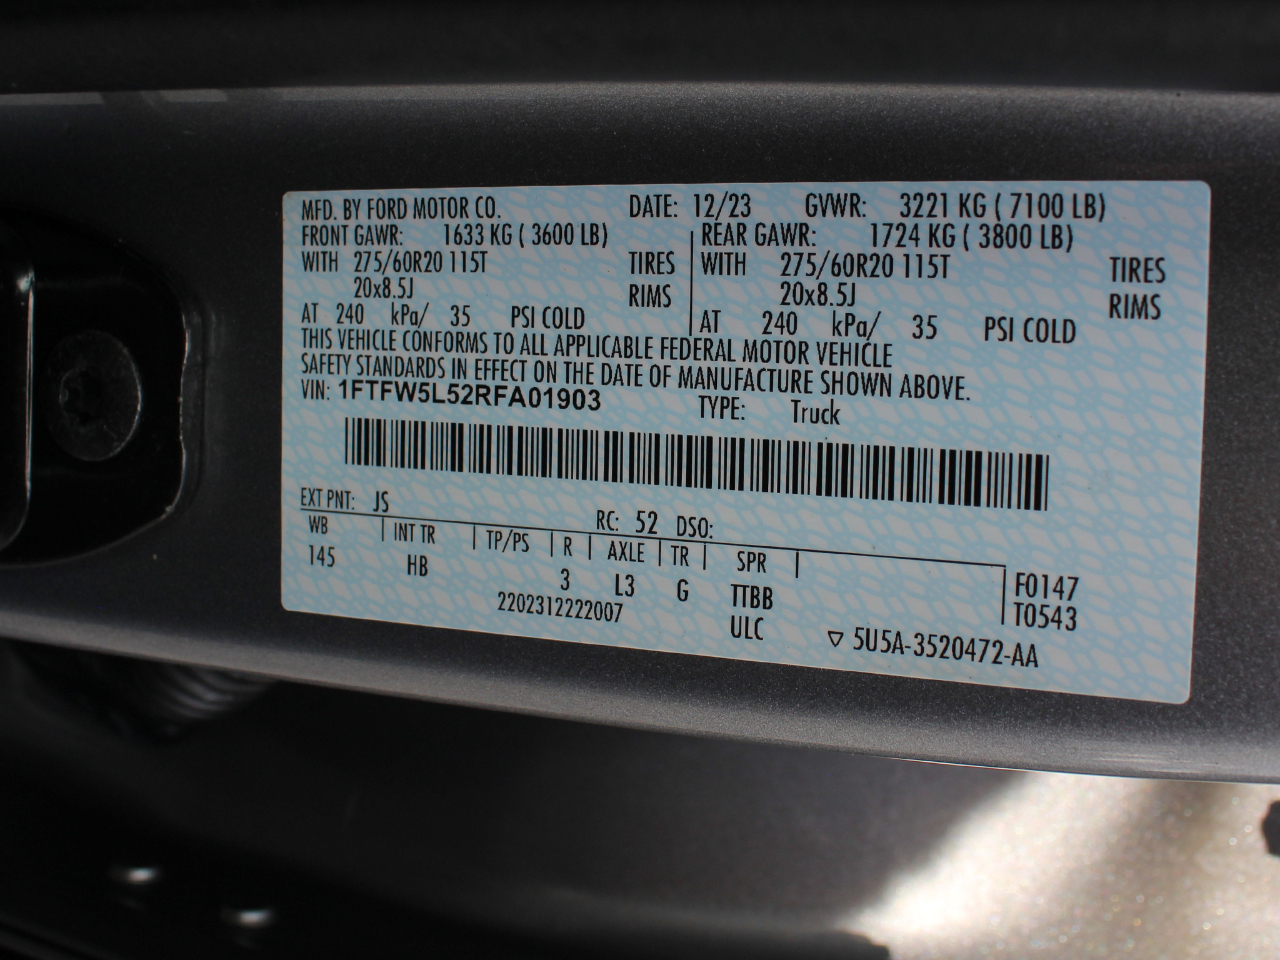 MFD. BY FORD MOTOR CO. DATE: 12/23 GVWR: 3221 KG ( 7100 LB)
FRONT GAWR: 1633 KG ( 3600 LB) REAR GAWR: 1724 KG ( 3800 LB)
WITH 275/60R20 115T TIRES WITH 275/60R20 115T TIRES
20x8.5J RIMS 20x8.5J RIMS
AT 240 kPa/ 35 PSI COLD AT 240 kPa/ 35 PSI COLD
THIS VEHICLE CONFORMS TO ALL APPLICABLE FEDERAL MOTOR VEHICLE
SAFETY STANDARDS IN EFFECT ON THE DATE OF MANUFACTURE SHOWN ABOVE.
VIN: 1FTFW5L52RFA01903 TYPE: Truck
EXT PNT: JS RC: 52 DSO:
WB INT TR TP/PS R AXLE TR SPR
145 HB 3 L3 G TTBB F0147
2202312222007 ULC T0543
▽ 5U5A-3520472-AA